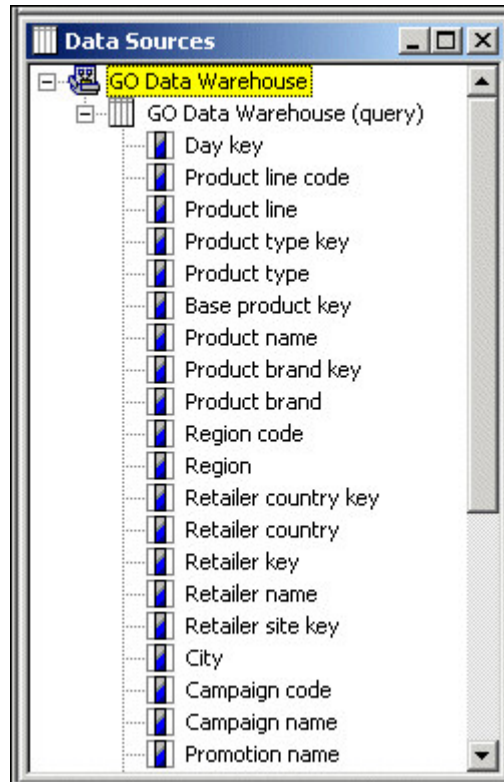 Data Sources
GO Data Warehouse
GO Data Warehouse (query)
Day key
Product line code
Product line
Product type key
Product type
Base product key
Product name
Product brand key
Product brand
Region code
Region
Retailer country key
Retailer country
Retailer key
Retailer name
Retailer site key
City
Campaign code
Campaign name
Promotion name